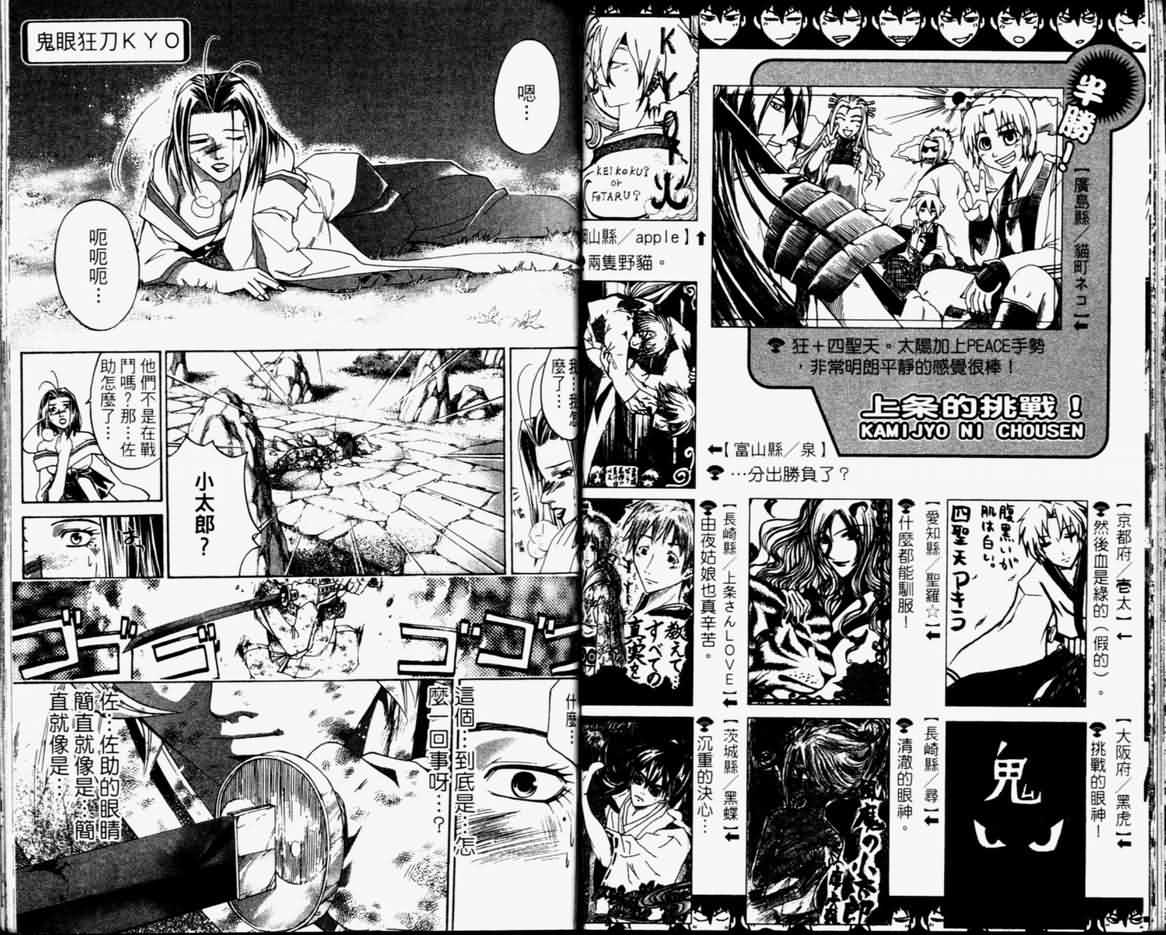 半勝！
【廣島縣／貓町ネコ】⬅
狂＋四聖天。太陽加上PEACE手勢
，非常明朗平靜的感覺很棒！
上条的挑戰！
KAMIJYO NI CHOUSEN
KYO
火
KEIKOKU?
or
FOTARU?
山縣／apple】⬆
兩隻野貓。
⬅【富山縣／泉】
…分出勝負了？
【京都府／壱太】⬅
然後血是綠的（假的）。
腹黒いが
肌は白い。
四聖天アキラ
【愛知縣／聖羅☆】⬅
什麼都能馴服！
【長崎縣／上条さんLOVE】⬅
由夜姑娘也真辛苦。
教えて…
すべての
真実を
【大阪府／黑虎】⬅
挑戰的眼神！
鬼
【長崎縣／尋】⬅
清澈的眼神。
【茨城縣／黑蝶】⬅
沉重的決心…
鬼眼狂刀KYO
嗯…
呃呃呃…
麼了…
小太郎？
他們不是在戰
鬥嗎？那…佐
助怎麼了…
ゴゴゴゴ
什麼…
這個…到底是…怎
麼一回事呀…？
佐…佐助的眼睛
簡直就像是…簡
直就像是…